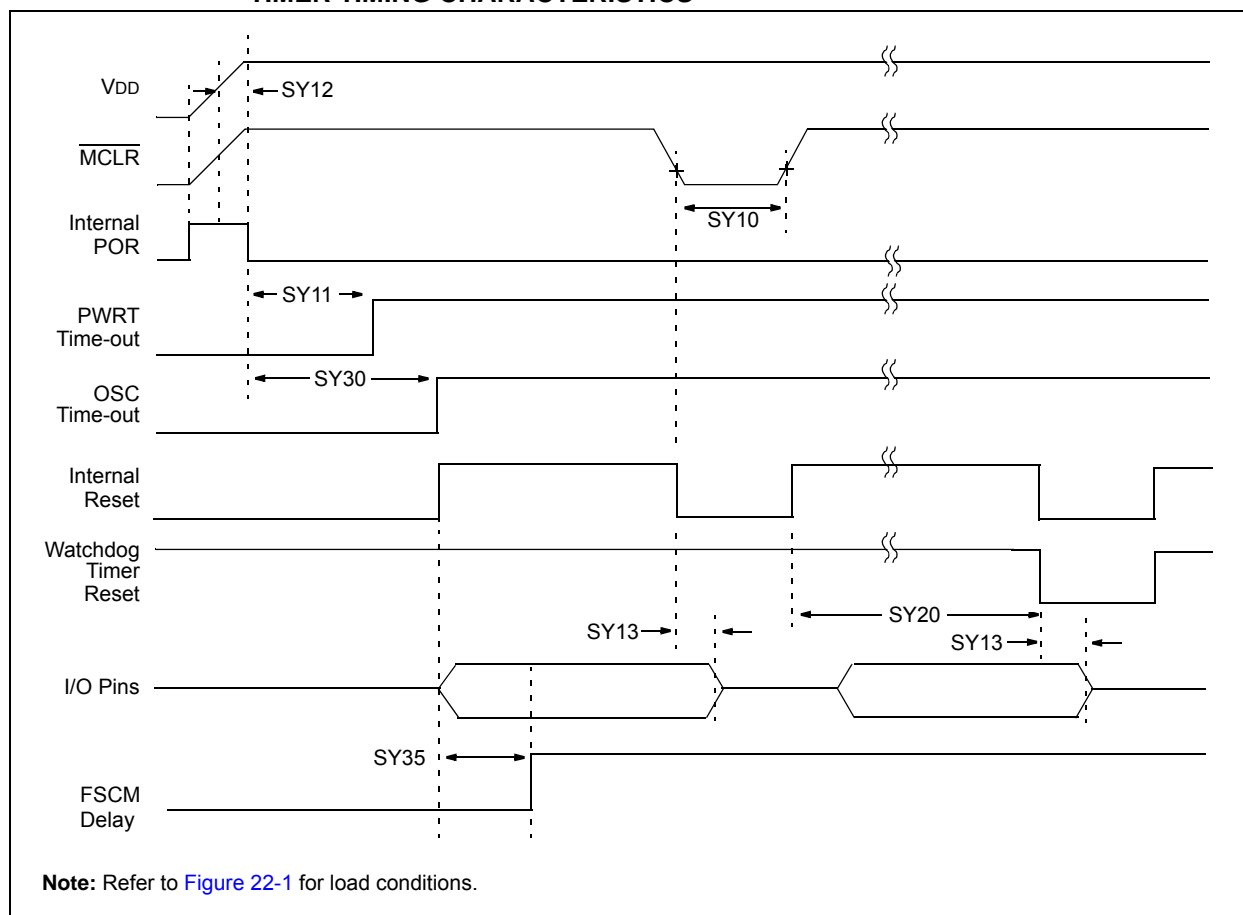 TIMER TIMING CHARACTERISTICS
VDD
SY12
MCLR
SY10
Internal
POR
SY11
PWRT
Time-out
SY30
OSC
Time-out
Internal
Reset
Watchdog
Timer
Reset
SY20
SY13
SY13
I/O Pins
SY35
FSCM
Delay
Note: Refer to Figure 22-1 for load conditions.